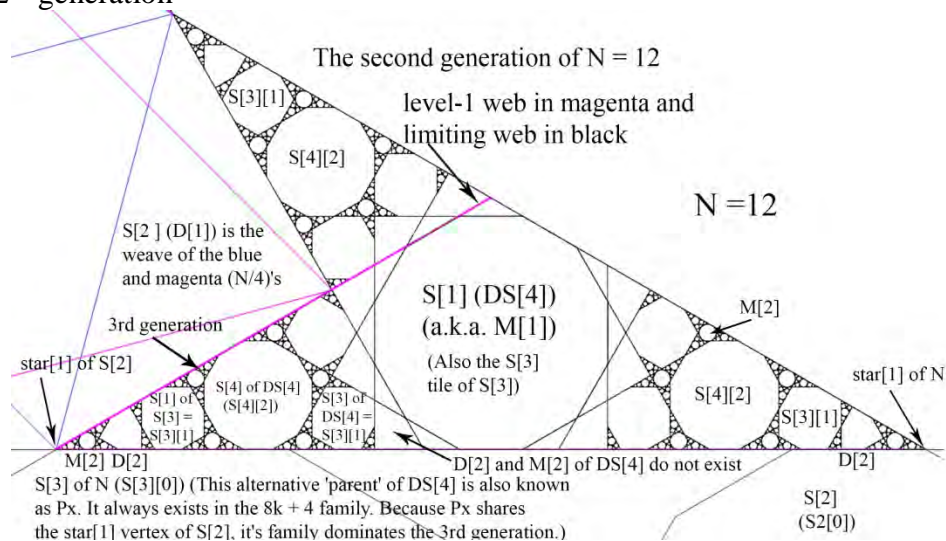 2 generation
The second generation of N = 12
level-1 web in magenta and
limiting web in black
N =12
S[3][1]
S[4][2]
S[2 ] (D[1]) is the
weave of the blue
and magenta (N/4)'s
S[1] (DS[4])
(a.k.a. M[1])
(Also the S[3]
tile of S[3])
M[2]
3rd generation
star[1] of S[2]
star[1] of N
S[1] of
S[3] =
S[3][1]
S[4] of DS[4]
(S[4][2])
S[3] of
DS[4]=
S[3][1]
S[4][2]
S[3][1]
M[2] D[2]
D[2] and M[2] of DS[4] do not exist
D[2]
S[3] of N (S[3][0]) (This alternative 'parent' of DS[4] is also known
as Px. It always exists in the 8k + 4 family. Because Px shares
the star[1] vertex of S[2], it's family dominates the 3rd generation.)
S[2]
(S2[0])